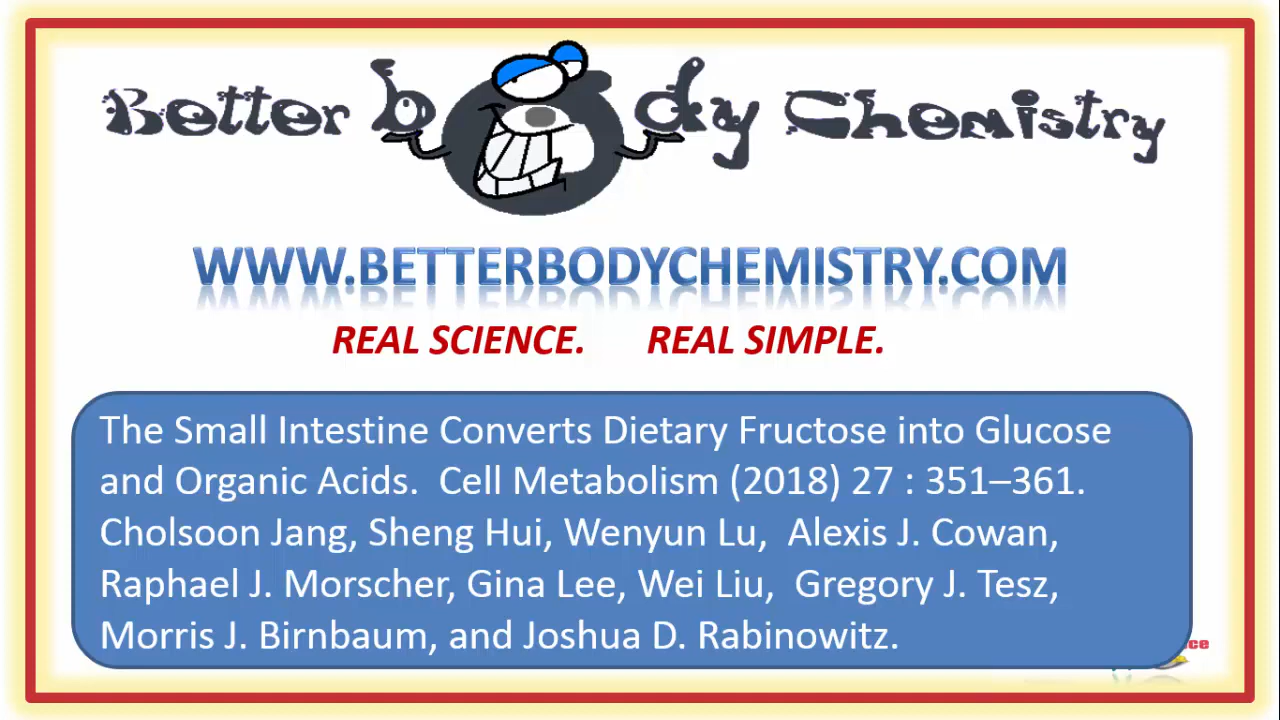 Better body Chemistry
WWW.BETTERBODYCHEMISTRY.COM
REAL SCIENCE. REAL SIMPLE.
The Small Intestine Converts Dietary Fructose into Glucose
and Organic Acids. Cell Metabolism (2018) 27 : 351–361.
Cholsoon Jang, Sheng Hui, Wenyun Lu, Alexis J. Cowan,
Raphael J. Morscher, Gina Lee, Wei Liu, Gregory J. Tesz,
Morris J. Birnbaum, and Joshua D. Rabinowitz.